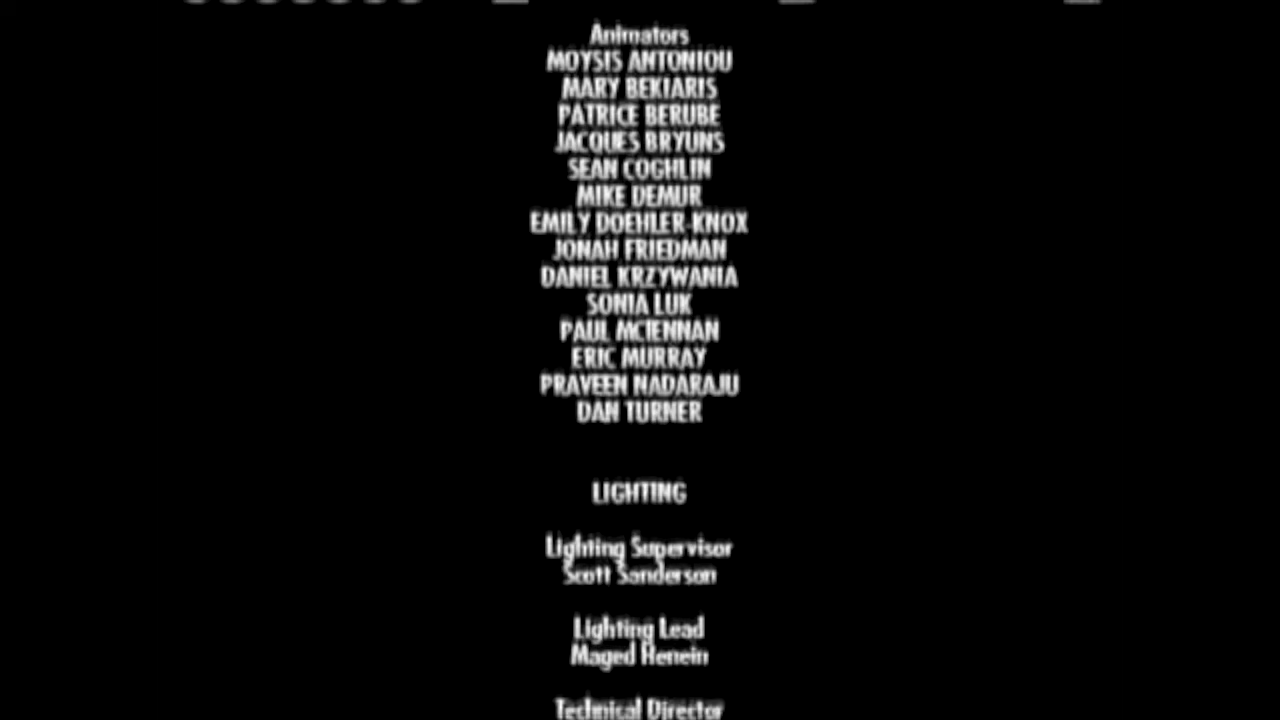 Animators
MOYSIS ANTONIOU
MARY BEKIARIS
PATRICE BERUBE
JACQUES BRYUNS
SEAN COGHLIN
MIKE DEMUR
EMILY DOEHLER-KNOX
JONAH FRIEDMAN
DANIEL KRZYWANIA
SONIA LUK
PAUL MCTENNAN
ERIC MURRAY
PRAVEEN NADARAJU
DAN TURNER
LIGHTING
Lighting Supervisor
Scott Sanderson
Lighting Lead
Maged Henein
Technical Director